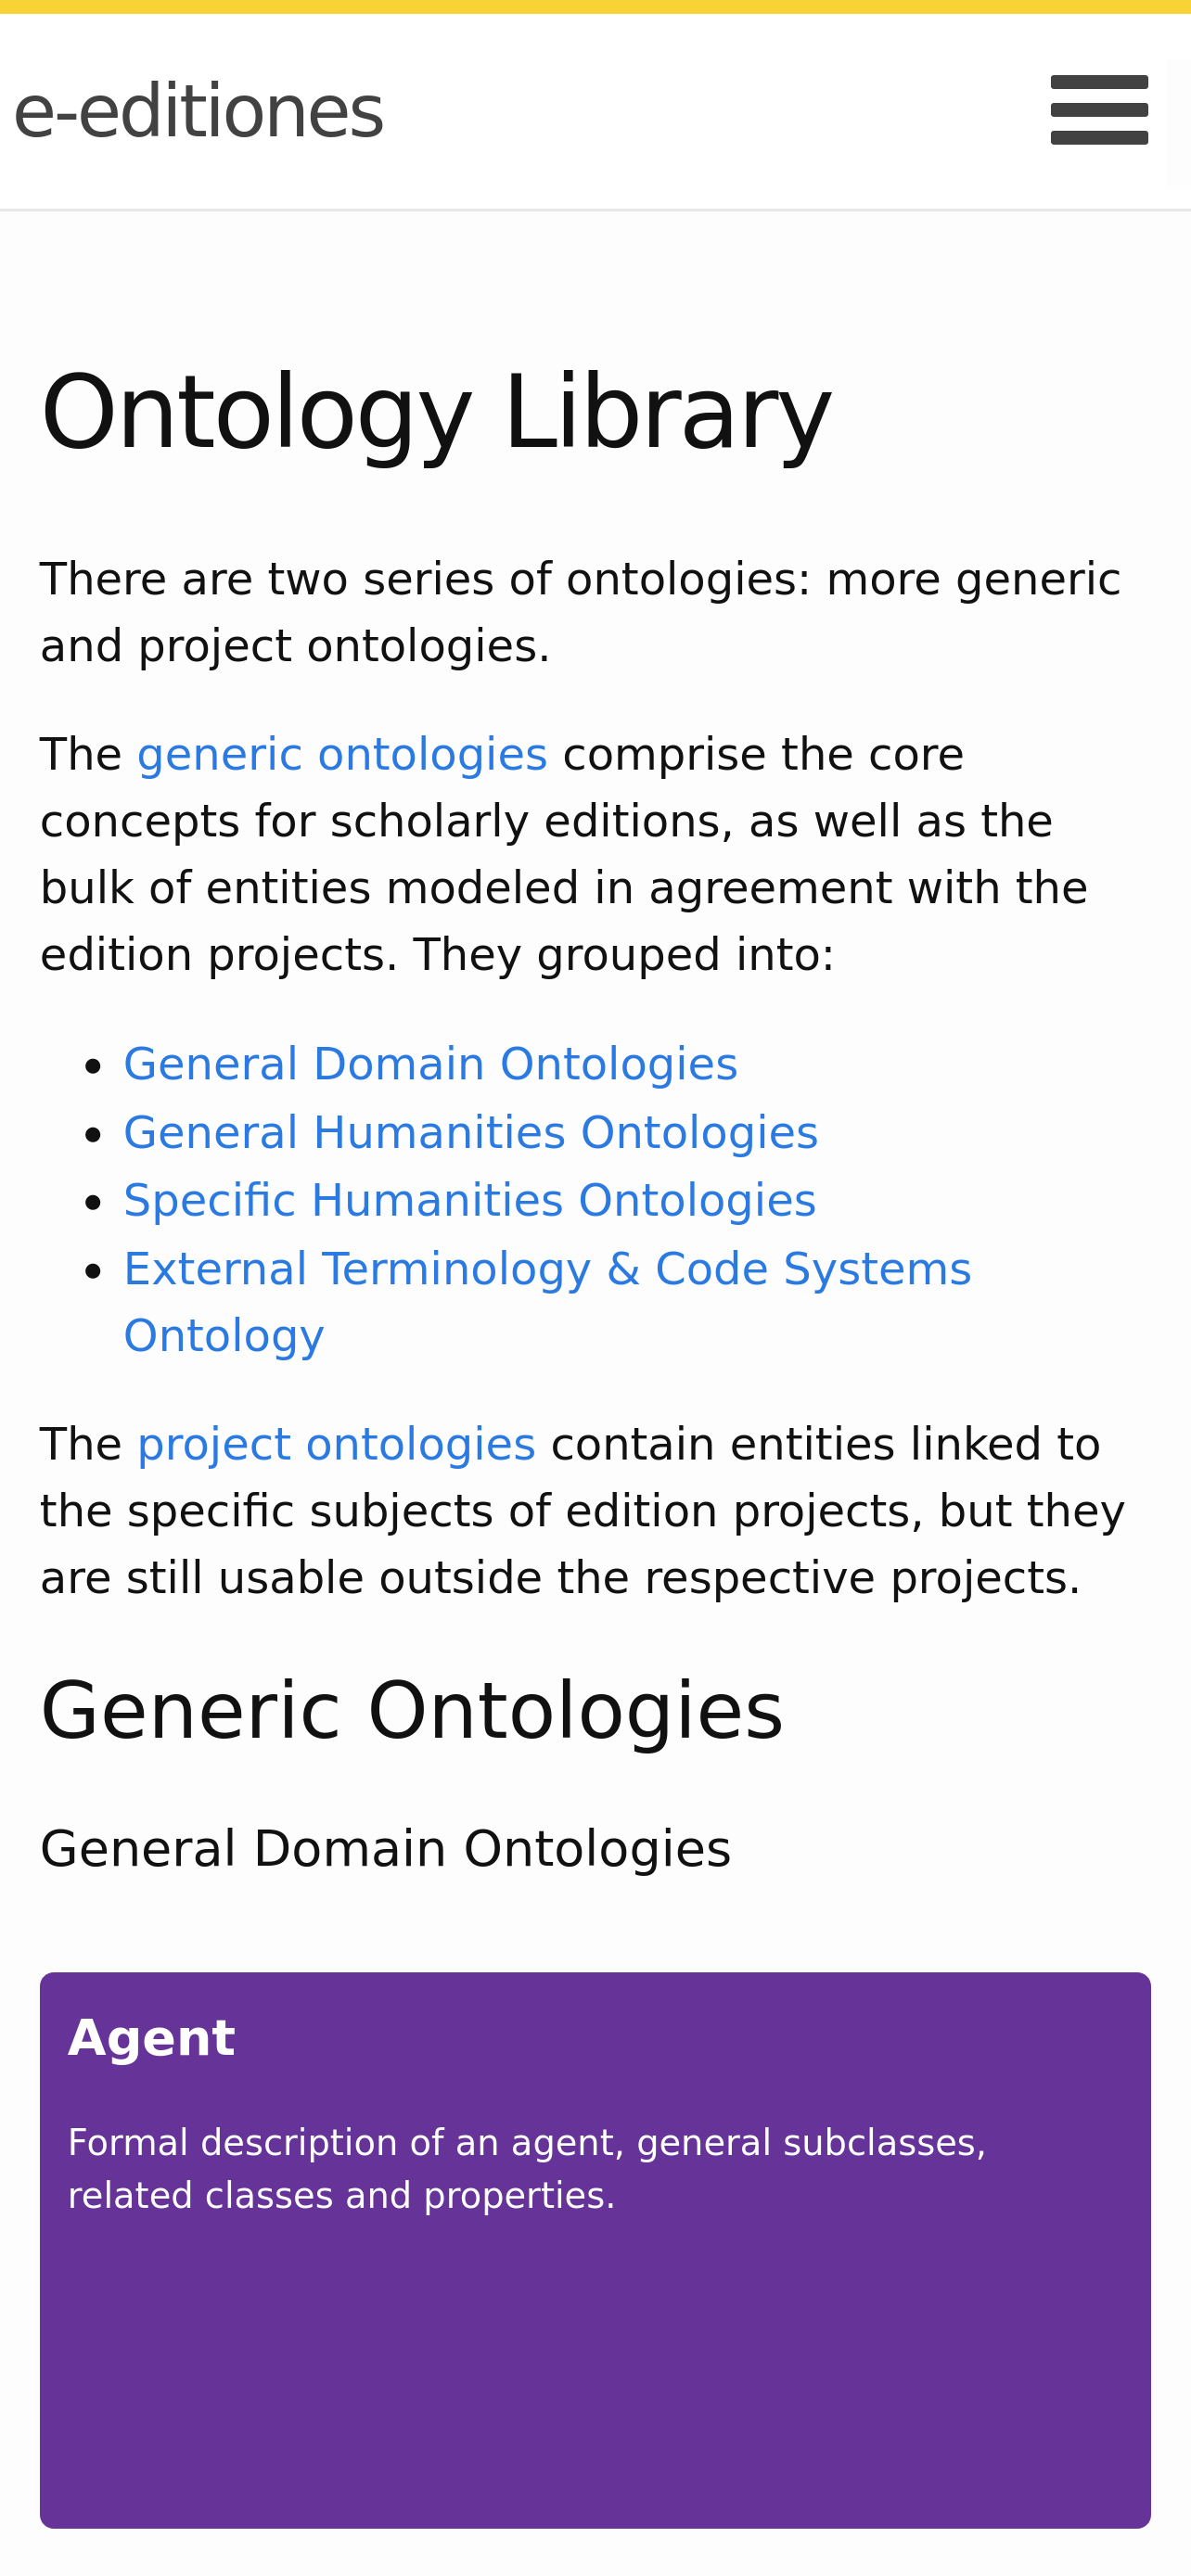 e-editiones
Ontology Library
There are two series of ontologies: more generic
and project ontologies.
The generic ontologies comprise the core
concepts for scholarly editions, as well as the
bulk of entities modeled in agreement with the
edition projects. They grouped into:
• General Domain Ontologies
• General Humanities Ontologies
• Specific Humanities Ontologies
• External Terminology & Code Systems
Ontology
The project ontologies contain entities linked to
the specific subjects of edition projects, but they
are still usable outside the respective projects.
Generic Ontologies
General Domain Ontologies
Agent
Formal description of an agent, general subclasses,
related classes and properties.